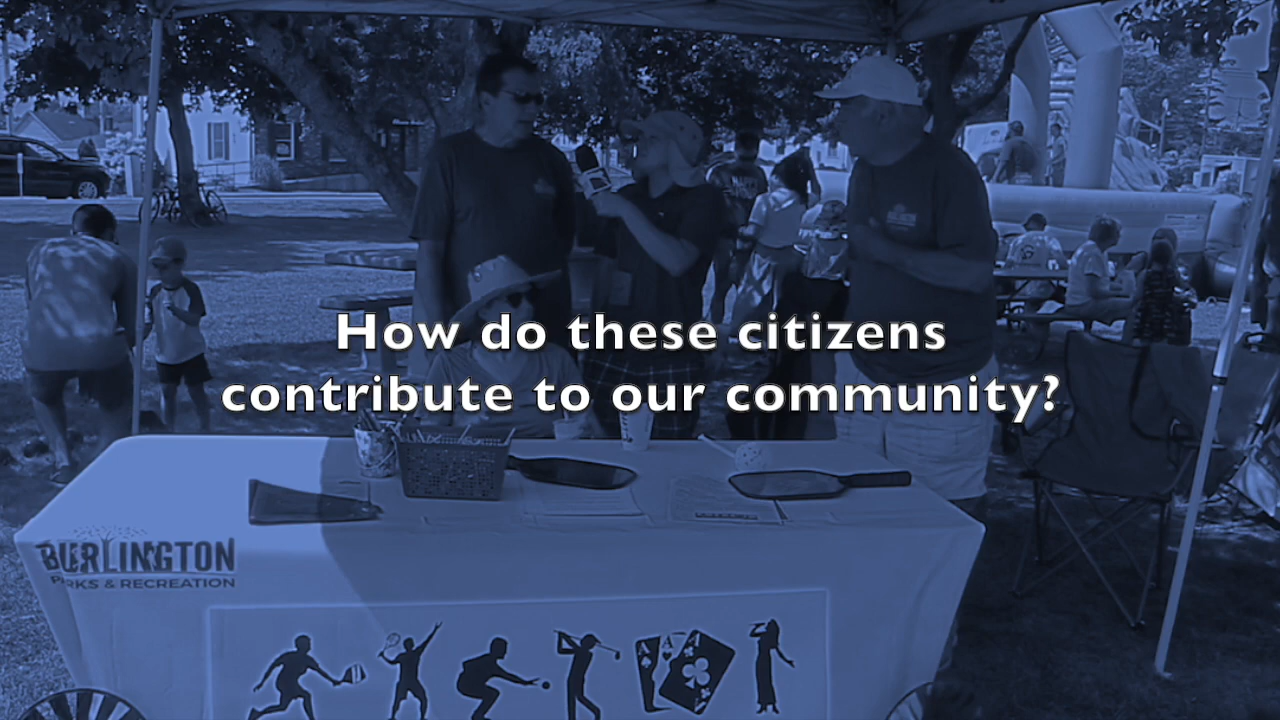 How do these citizens
contribute to our community?
BURLINGTON
PARKS & RECREATION